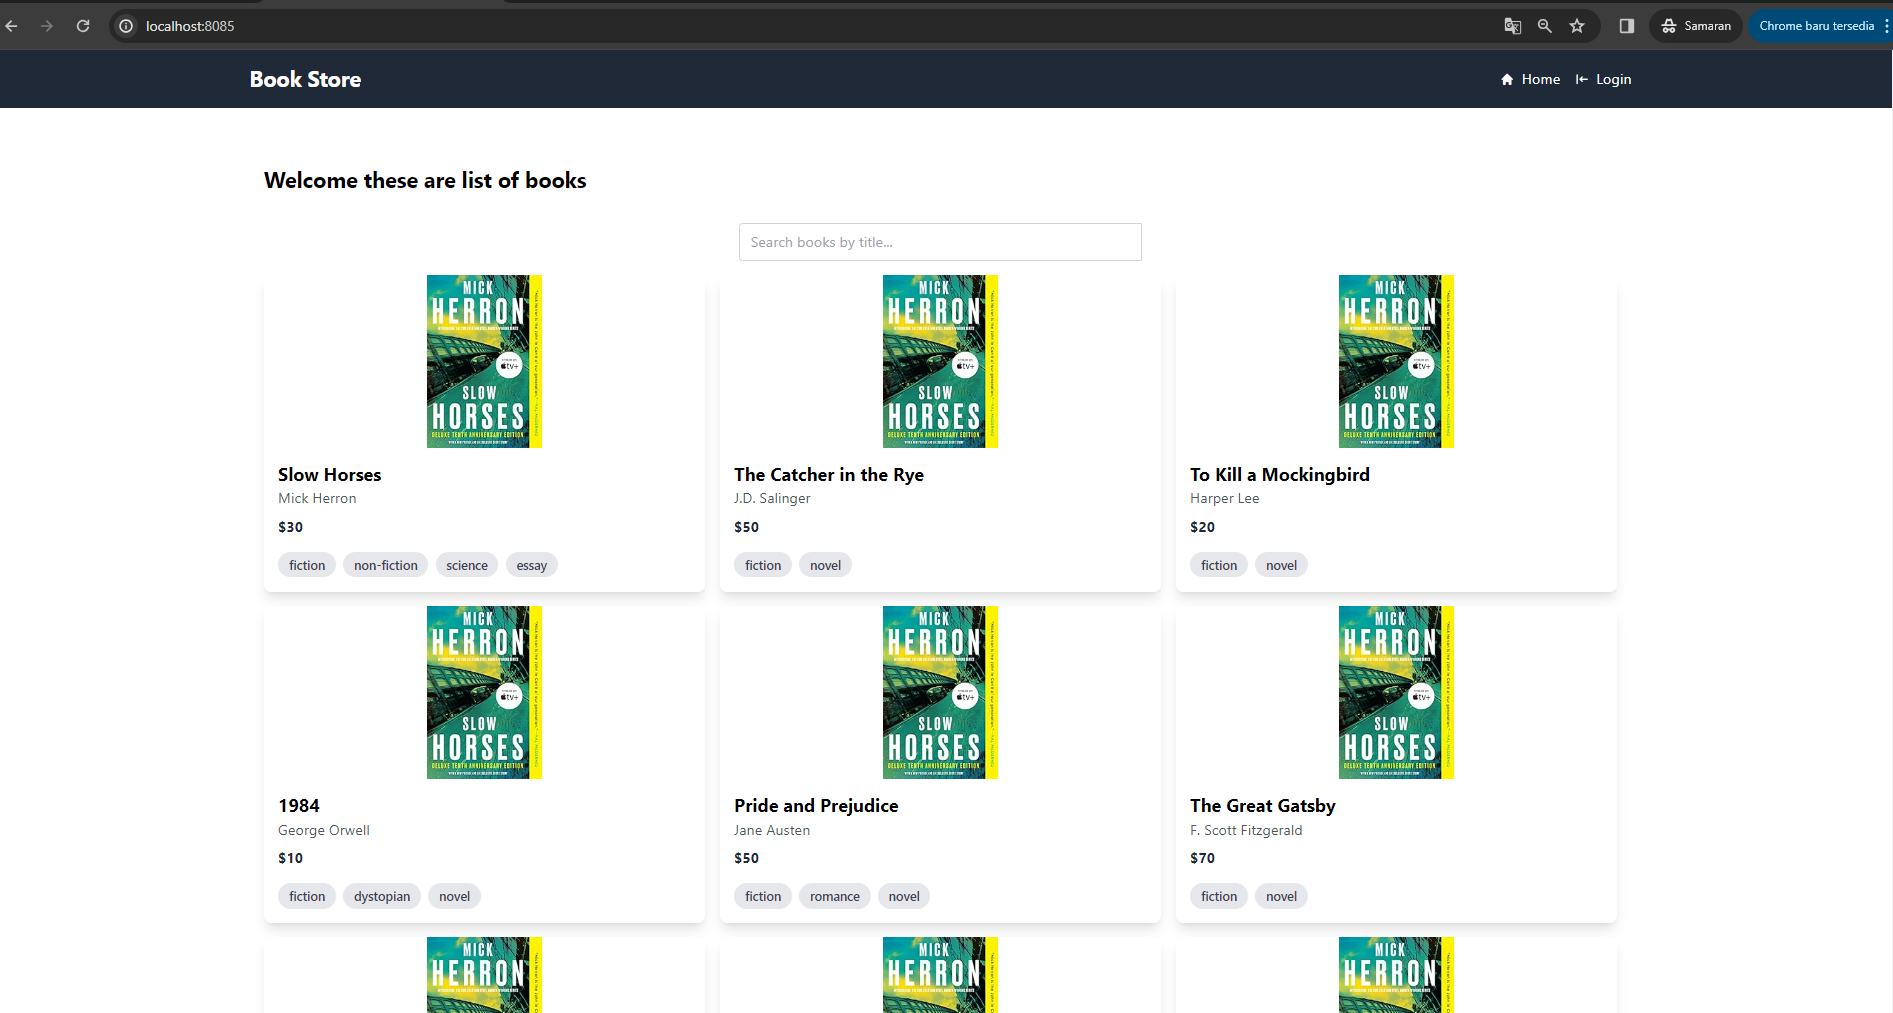 localhost:8085
Samaran
Chrome baru tersedia
Book Store
Home
Login
Welcome these are list of books
Search books by title...
MICK
HERRON
tv+
SLOW
HORSES
DELUXE TENTH ANNIVERSARY EDITION
MICK
HERRON
tv+
SLOW
HORSES
DELUXE TENTH ANNIVERSARY EDITION
MICK
HERRON
tv+
SLOW
HORSES
DELUXE TENTH ANNIVERSARY EDITION
Slow Horses
Mick Herron
$30
fiction
non-fiction
science
essay
The Catcher in the Rye
J.D. Salinger
$50
fiction
novel
To Kill a Mockingbird
Harper Lee
$20
fiction
novel
MICK
HERRON
tv+
SLOW
HORSES
DELUXE TENTH ANNIVERSARY EDITION
MICK
HERRON
tv+
SLOW
HORSES
DELUXE TENTH ANNIVERSARY EDITION
MICK
HERRON
tv+
SLOW
HORSES
DELUXE TENTH ANNIVERSARY EDITION
1984
George Orwell
$10
fiction
dystopian
novel
Pride and Prejudice
Jane Austen
$50
fiction
romance
novel
The Great Gatsby
F. Scott Fitzgerald
$70
fiction
novel
MICK
HERRON
MICK
HERRON
MICK
HERRON